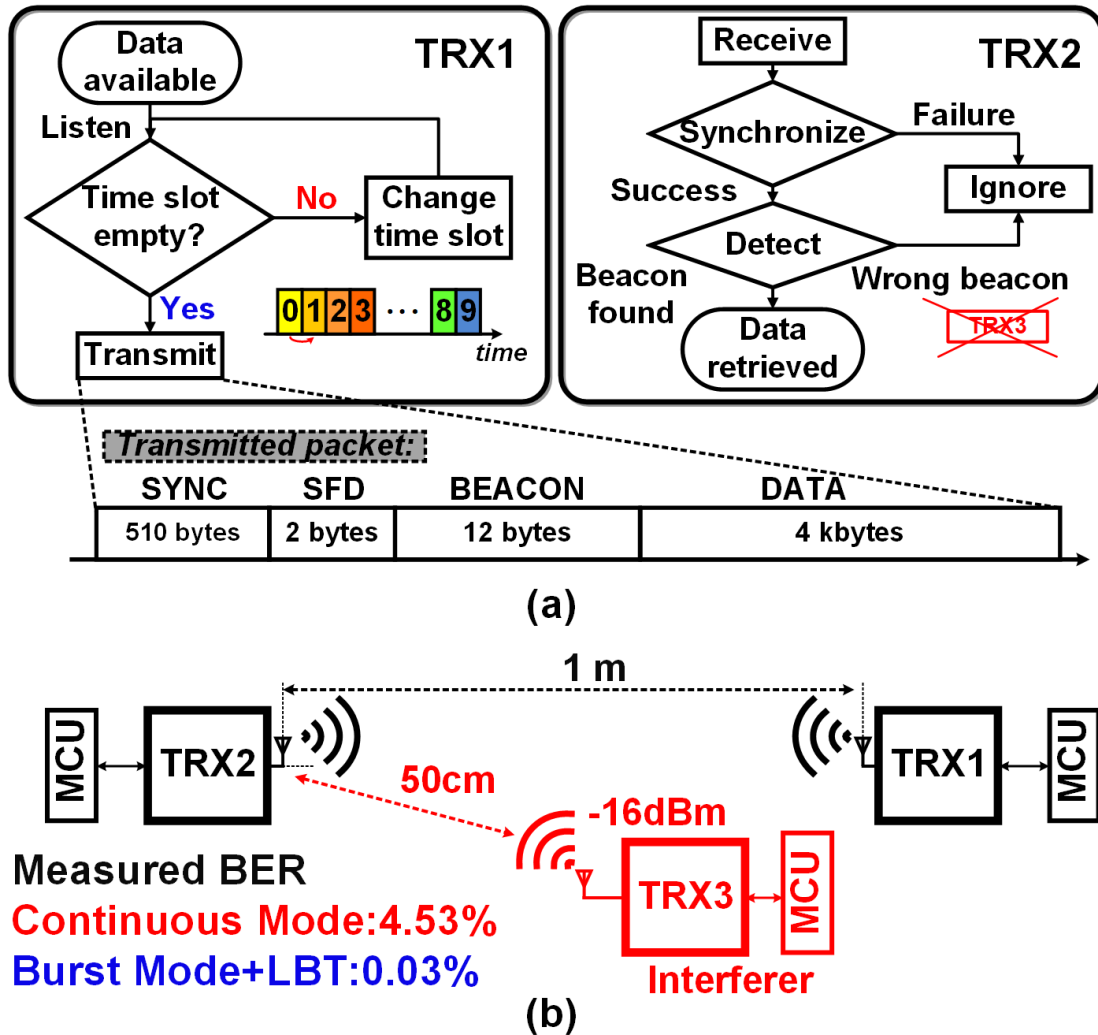 Data
available
TRX1
Listen
Time slot
empty?
No
Change
time slot
Yes
Transmit
0 1 2 3 ... 8 9
time
Receive
TRX2
Synchronize
Failure
Ignore
Success
Detect
Beacon
found
Wrong beacon
TRX3
Data
retrieved
Transmitted packet:
SYNC SFD BEACON DATA
510 bytes 2 bytes 12 bytes 4 kbytes
(a)
1 m
MCU
TRX2
TRX1
MCU
50cm
-16dBm
TRX3
MCU
Interferer
Measured BER
Continuous Mode:4.53%
Burst Mode+LBT:0.03%
(b)